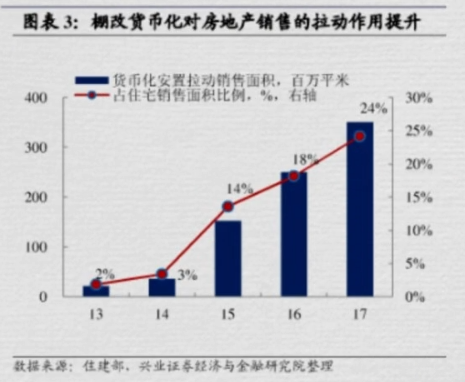 图表 3：棚改货币化对房地产销售的拉动作用提升
货币化安置拉动销售面积，百万平米
占住宅销售面积比例，%，右轴
400 30%
25%
300
20%
200 15%
10%
100
5%
0 0%
2% 3% 14% 18% 24%
13 14 15 16 17
数据来源：住建部，兴业证券经济与金融研究院整理